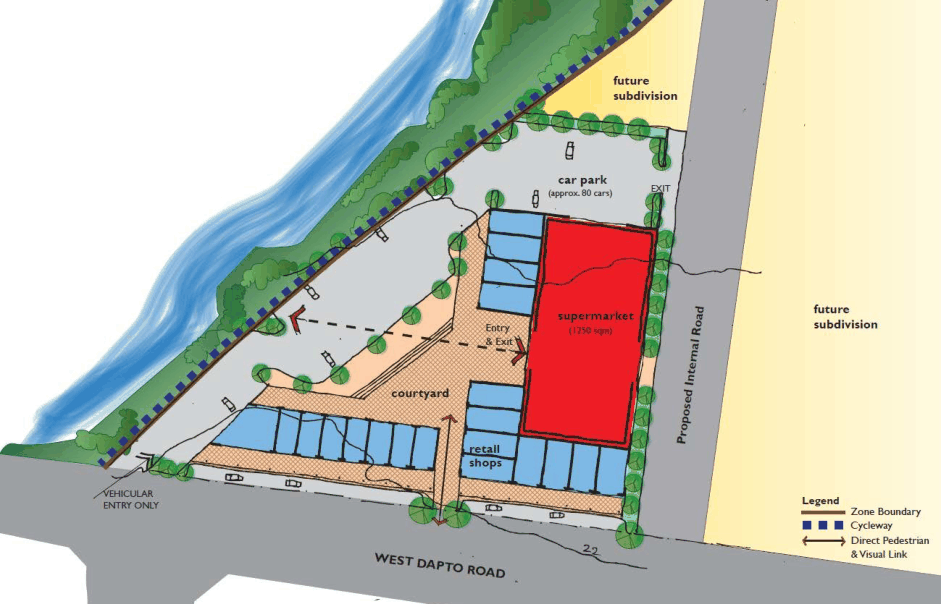 future
subdivision
car park
(approx. 80 cars)
EXIT
supermarket
(1250 sqm)
future
subdivision
Entry
& Exit
Proposed Internal Road
courtyard
retail
shops
VEHICULAR
ENTRY ONLY
22
WEST DAPTO ROAD
Legend
Zone Boundary
Cycleway
Direct Pedestrian
& Visual Link